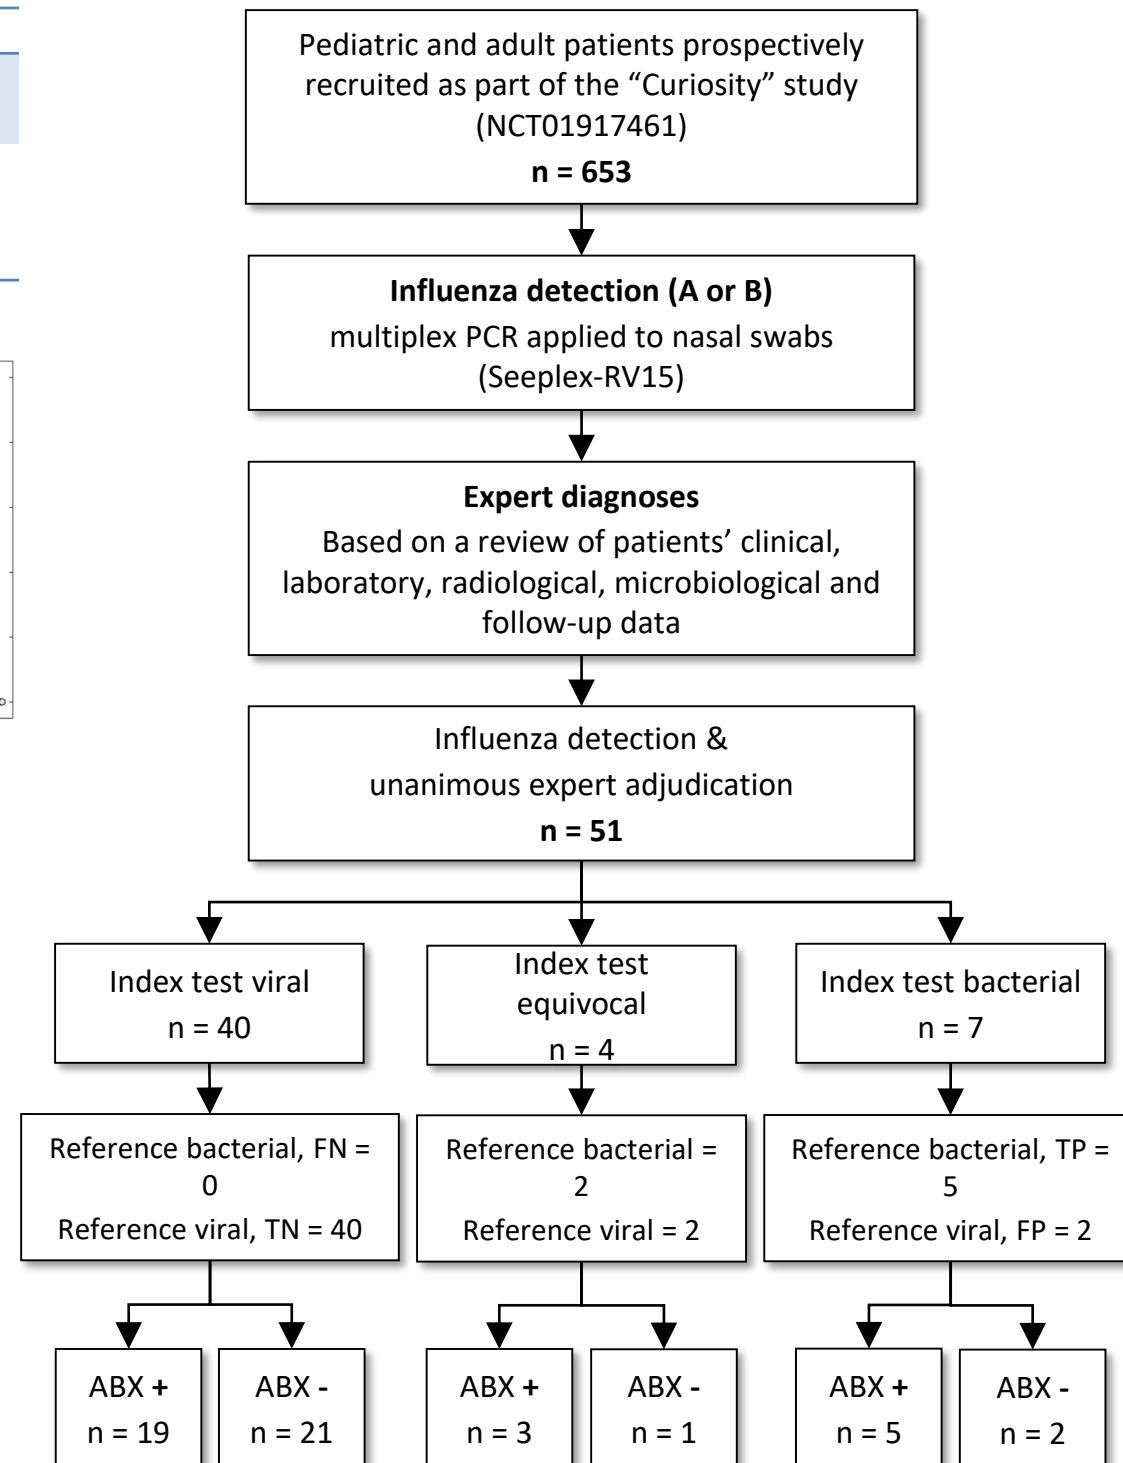 Pediatric and adult patients prospectively
recruited as part of the “Curiosity” study
(NCT01917461)
n = 653
Influenza detection (A or B)
multiplex PCR applied to nasal swabs
(Seeplex-RV15)
Expert diagnoses
Based on a review of patients’ clinical,
laboratory, radiological, microbiological and
follow-up data
Influenza detection &
unanimous expert adjudication
n = 51
Index test viral
n = 40
Index test
equivocal
n = 4
Index test bacterial
n = 7
Reference bacterial, FN =
0
Reference viral, TN = 40
Reference bacterial =
2
Reference viral = 2
Reference bacterial, TP =
5
Reference viral, FP = 2
ABX +
n = 19
ABX -
n = 21
ABX +
n = 3
ABX -
n = 1
ABX +
n = 5
ABX -
n = 2